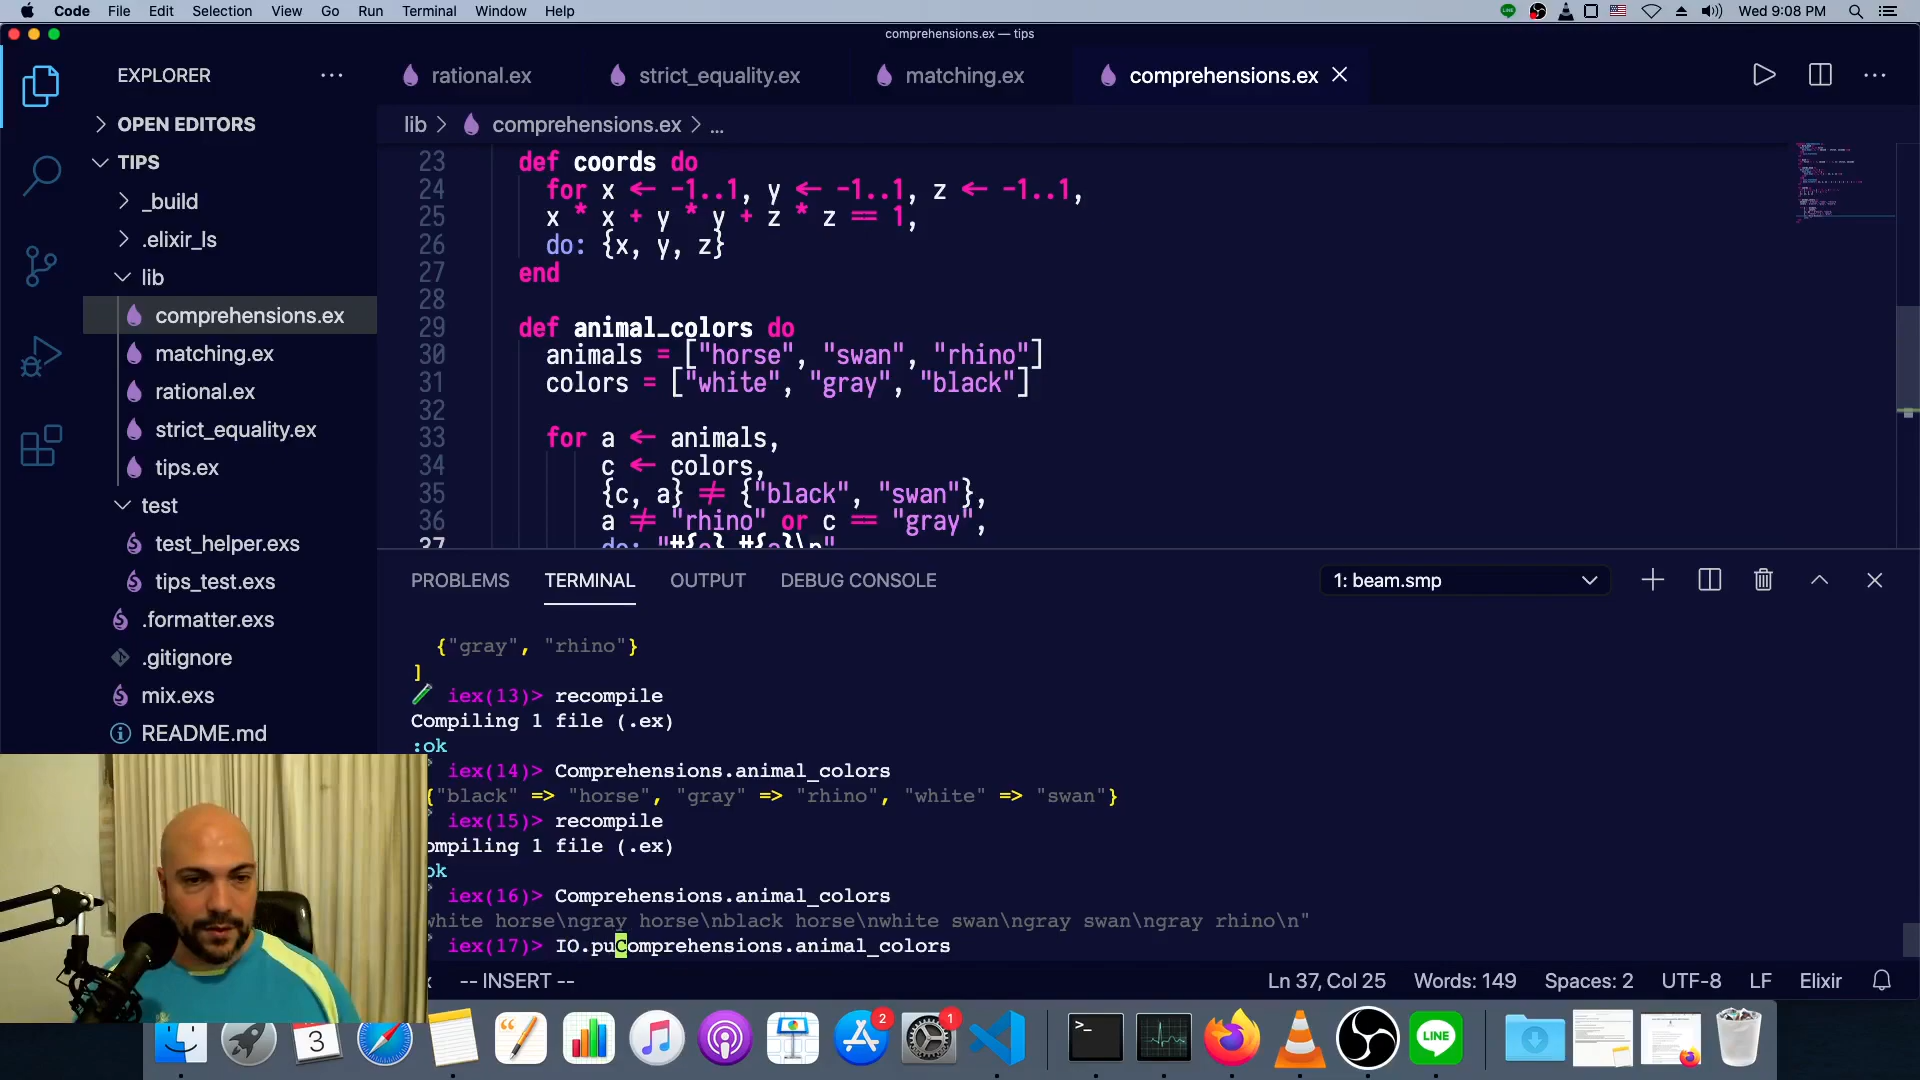 Code File Edit Selection View Go Run Terminal Window Help
Wed 9:08 PM
comprehensions.ex — tips
EXPLORER
rational.ex strict_equality.ex matching.ex comprehensions.ex
OPEN EDITORS
lib > comprehensions.ex > ...
TIPS
_build
.elixir_ls
lib
comprehensions.ex
matching.ex
rational.ex
strict_equality.ex
tips.ex
test
test_helper.exs
tips_test.exs
.formatter.exs
.gitignore
mix.exs
README.md
23 def coords do
24 for x <- -1..1, y <- -1..1, z <- -1..1,
25 x * x + y * y + z * z == 1,
26 do: {x, y, z}
27 end
28
29 def animal_colors do
30 animals = ["horse", "swan", "rhino"]
31 colors = ["white", "gray", "black"]
32
33 for a <- animals,
34 c <- colors,
35 {c, a} != {"black", "swan"},
36 a != "rhino" or c == "gray",
37 do: "#{c} #{a}\n"
PROBLEMS TERMINAL OUTPUT DEBUG CONSOLE
1: beam.smp
{"gray", "rhino"}
]
iex(13)> recompile
Compiling 1 file (.ex)
:ok
iex(14)> Comprehensions.animal_colors
{"black" => "horse", "gray" => "rhino", "white" => "swan"}
iex(15)> recompile
ompiling 1 file (.ex)
ok
iex(16)> Comprehensions.animal_colors
white horse\ngray horse\nblack horse\nwhite swan\ngray swan\ngray rhino\n"
iex(17)> IO.puComprehensions.animal_colors
-- INSERT --
Ln 37, Col 25 Words: 149 Spaces: 2 UTF-8 LF Elixir
3
2
1
LINE